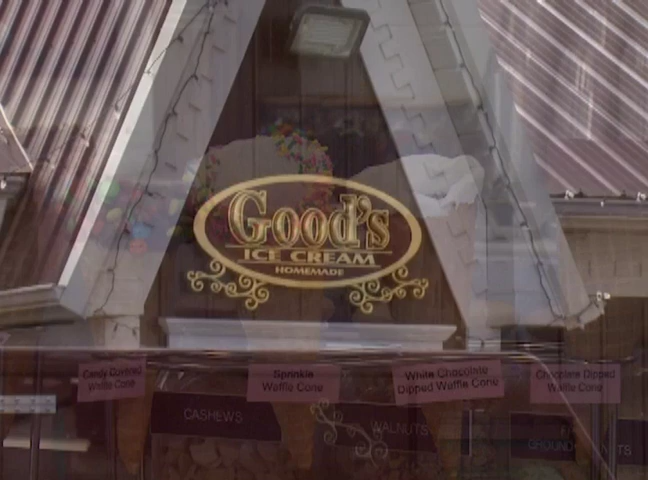 Good's
ICE CREAM
HOMEMADE
Candy Covered
Waffle Cone
Sprinkle
Waffle Cone
White Chocolate
Dipped Waffle Cone
Chocolate Dipped
Waffle Cone
CASHEWS
WALNUTS